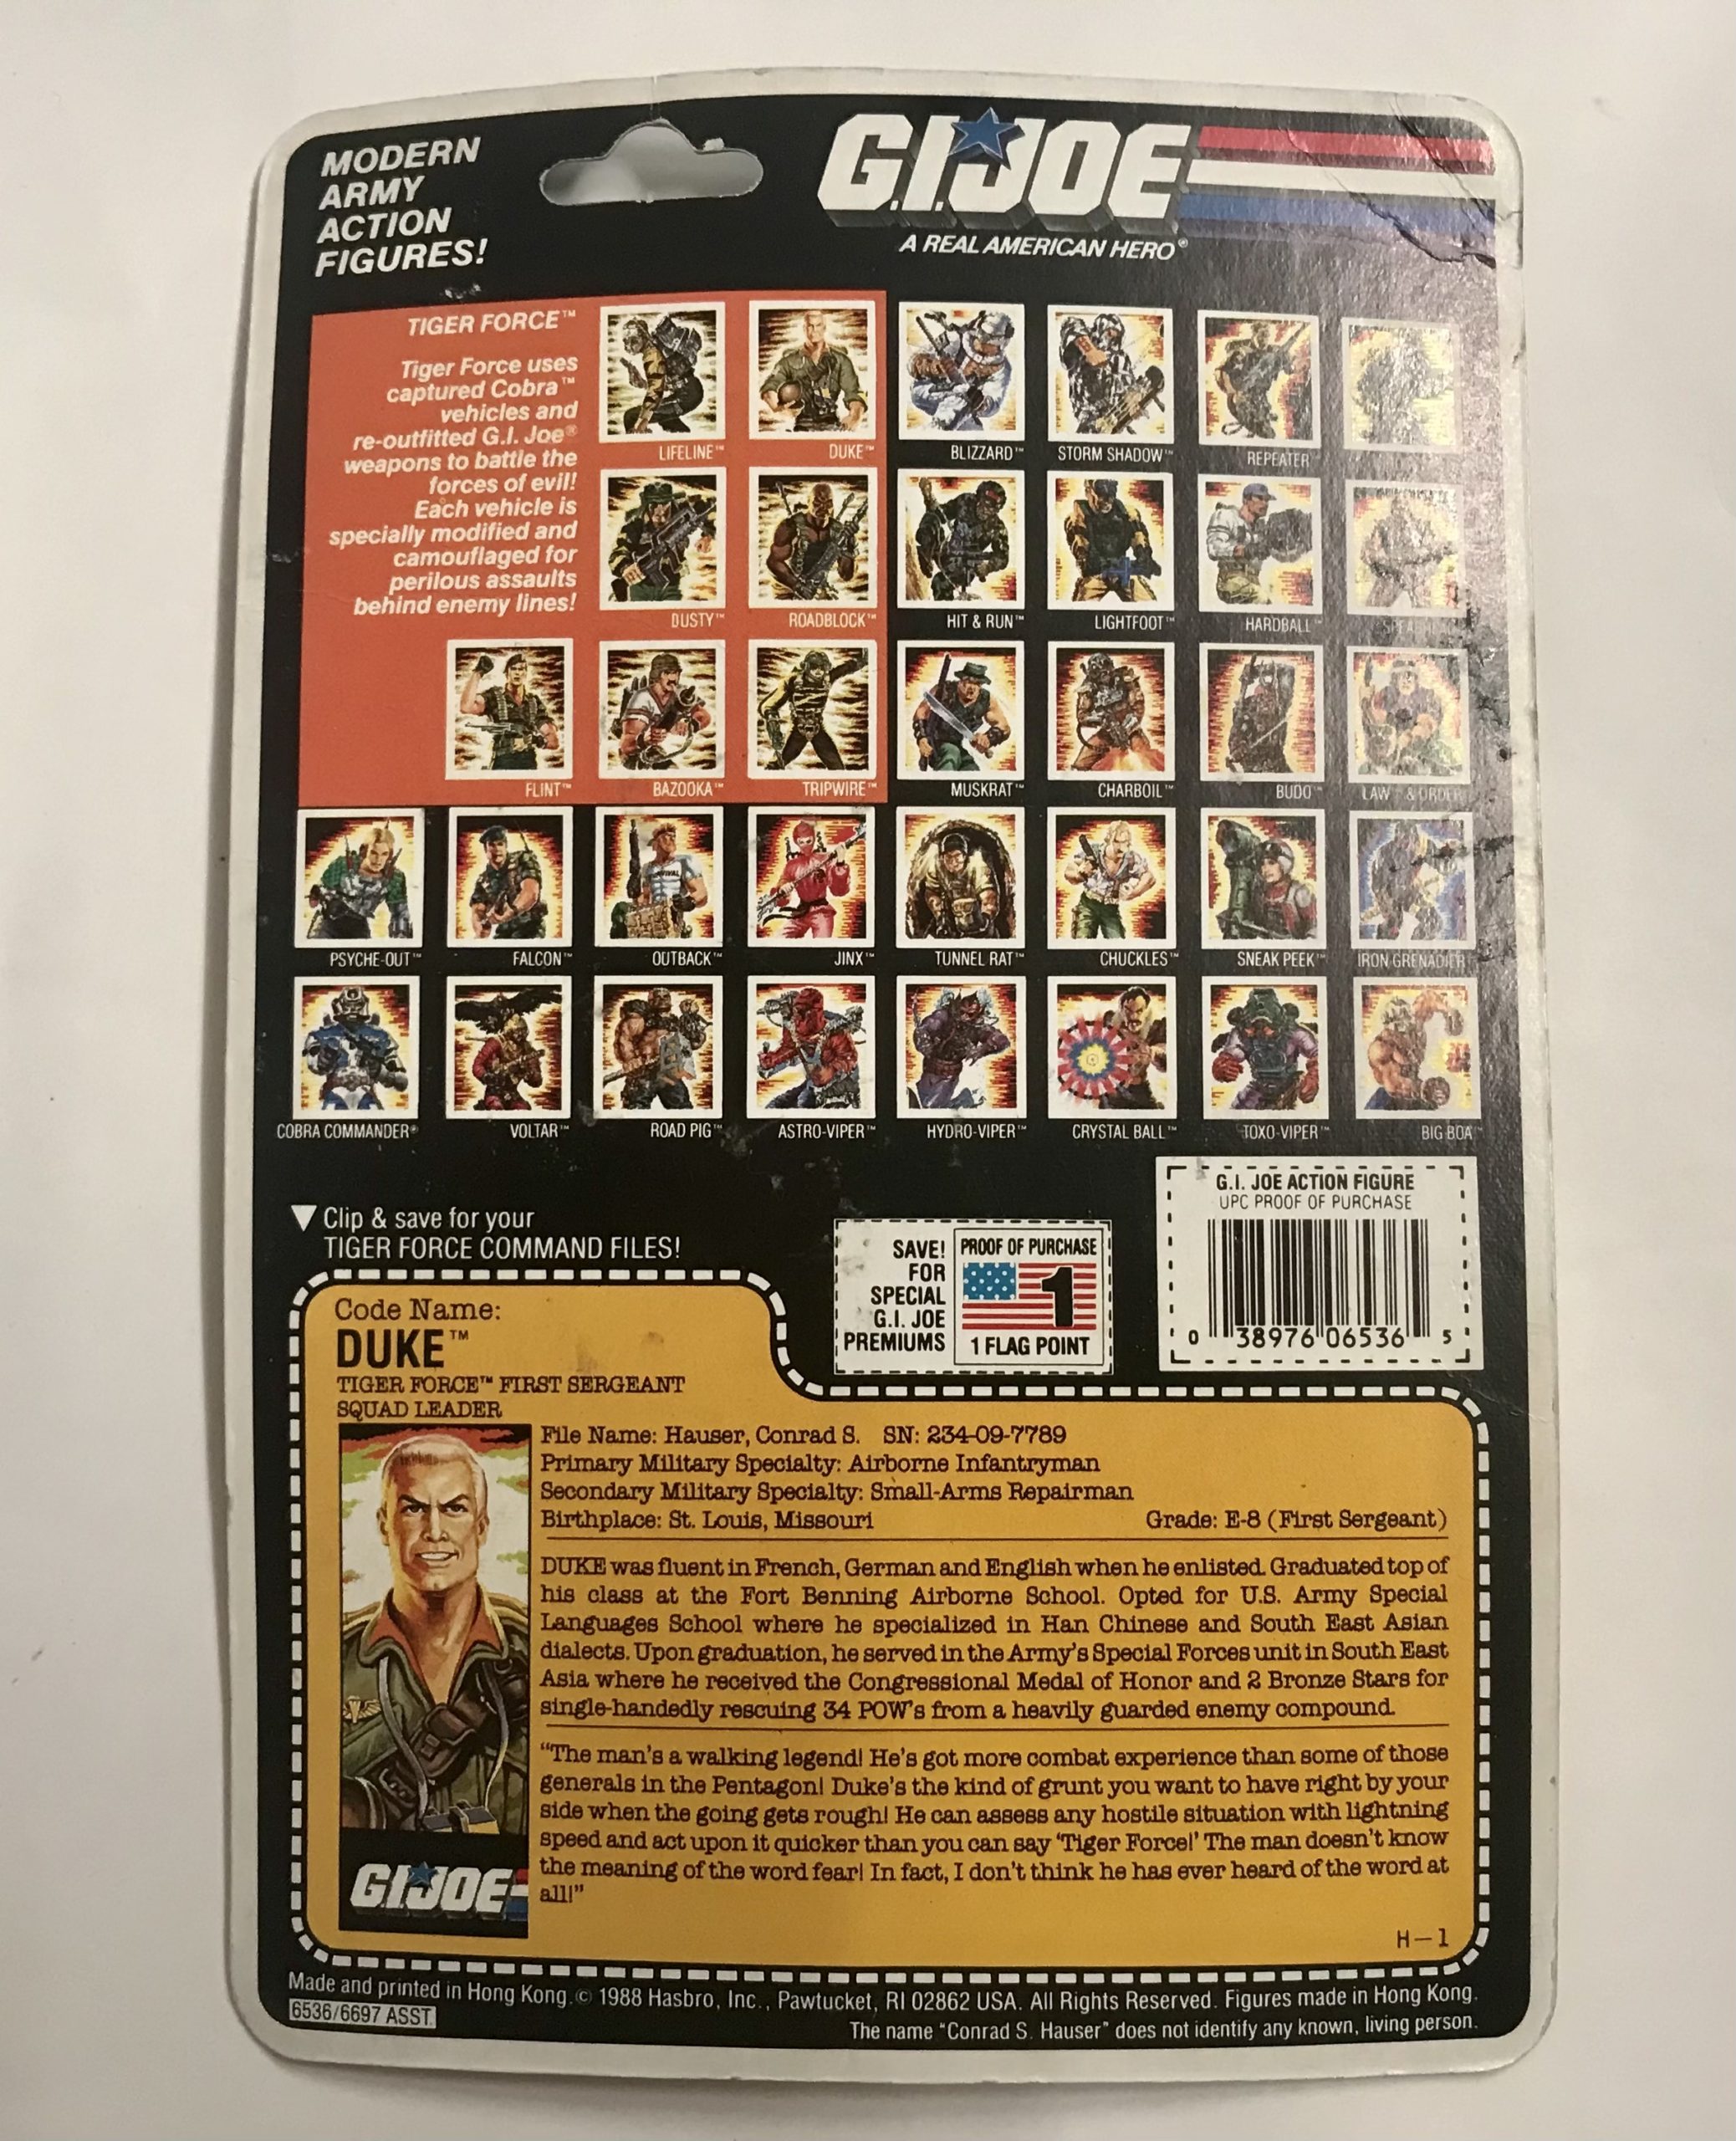 MODERN
ARMY
ACTION
FIGURES!
G.I. JOE
A REAL AMERICAN HERO®
TIGER FORCE™
Tiger Force uses
captured Cobra™
vehicles and
re-outfitted G.I. Joe®
weapons to battle the
forces of evil!
Each vehicle is
specially modified and
camouflaged for
perilous assaults
behind enemy lines!
LIFELINE™ DUKE™ BLIZZARD™ STORM SHADOW™ REPEATER
DUSTY™ ROADBLOCK™ HIT & RUN™ LIGHTFOOT™ HARDBALL™
FLINT™ BAZOOKA™ TRIPWIRE™ MUSKRAT™ CHARBROIL™ BUDO™ LAW & ORDER
SURVIVAL
PSYCHE-OUT™ FALCON™ OUTBACK™ JINX™ TUNNEL RAT™ CHUCKLES™ SNEAK PEEK™ IRON GRENADIER
COBRA COMMANDER® VOLTAR™ ROAD PIG™ ASTRO-VIPER™ HYDRO-VIPER™ CRYSTAL BALL™ TOXO-VIPER™ BIG BOA™
▼ Clip & save for your
TIGER FORCE COMMAND FILES!
SAVE!
FOR
SPECIAL
G.I. JOE
PREMIUMS
PROOF OF PURCHASE
1
1 FLAG POINT
G.I. JOE ACTION FIGURE
UPC PROOF OF PURCHASE
0 38976 06536 5
Code Name:
DUKE™
TIGER FORCE™ FIRST SERGEANT
SQUAD LEADER
File Name: Hauser, Conrad S. SN: 234-09-7789
Primary Military Specialty: Airborne Infantryman
Secondary Military Specialty: Small-Arms Repairman
Birthplace: St. Louis, Missouri Grade: E-8 (First Sergeant)
DUKE was fluent in French, German and English when he enlisted. Graduated top of
his class at the Fort Benning Airborne School. Opted for U.S. Army Special
Languages School where he specialized in Han Chinese and South East Asian
dialects. Upon graduation, he served in the Army's Special Forces unit in South East
Asia where he received the Congressional Medal of Honor and 2 Bronze Stars for
single-handedly rescuing 34 POW's from a heavily guarded enemy compound.
"The man's a walking legend! He's got more combat experience than some of those
generals in the Pentagon! Duke's the kind of grunt you want to have right by your
side when the going gets rough! He can assess any hostile situation with lightning
speed and act upon it quicker than you can say 'Tiger Force!' The man doesn't know
the meaning of the word fear! In fact, I don't think he has ever heard of the word at
all!"
G.I. JOE
H-1
Made and printed in Hong Kong. © 1988 Hasbro, Inc., Pawtucket, RI 02862 USA. All Rights Reserved. Figures made in Hong Kong.
6536/6697 ASST.
The name "Conrad S. Hauser" does not identify any known, living person.